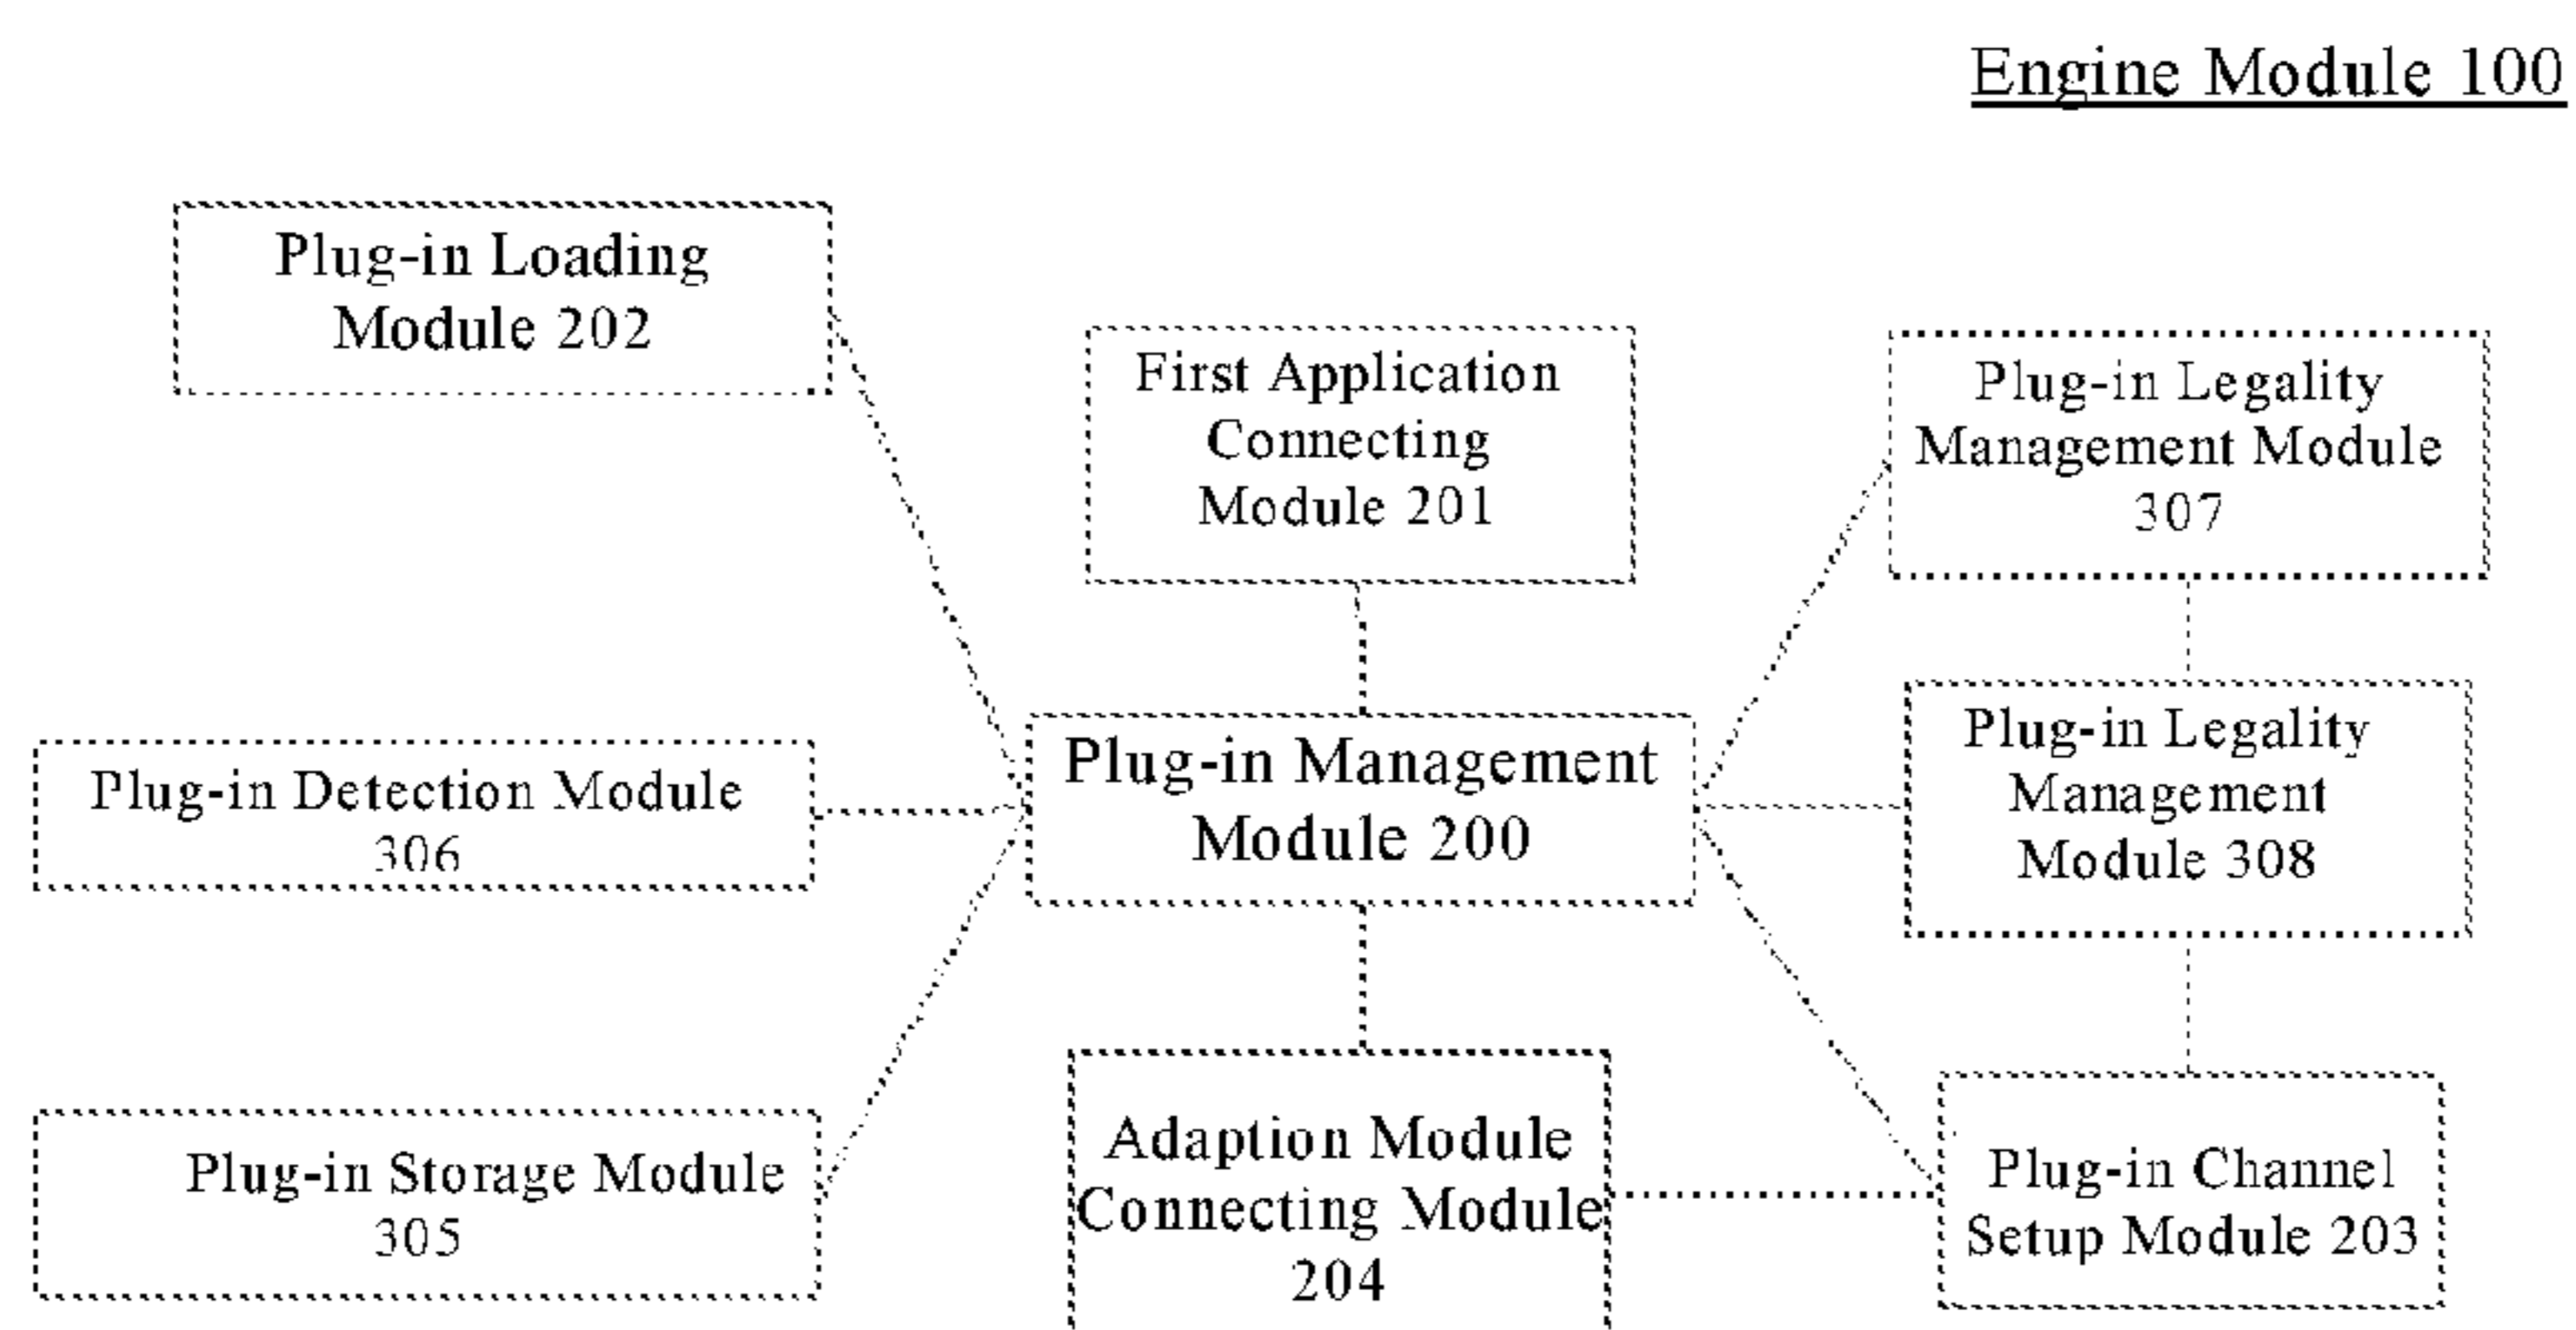 Engine Module 100
Plug-in Loading
Module 202
First Application
Connecting
Module 201
Plug-in Legality
Management Module
307
Plug-in Detection Module
306
Plug-in Management
Module 200
Plug-in Legality
Management
Module 308
Plug-in Storage Module
305
Adaption Module
Connecting Module
204
Plug-in Channel
Setup Module 203